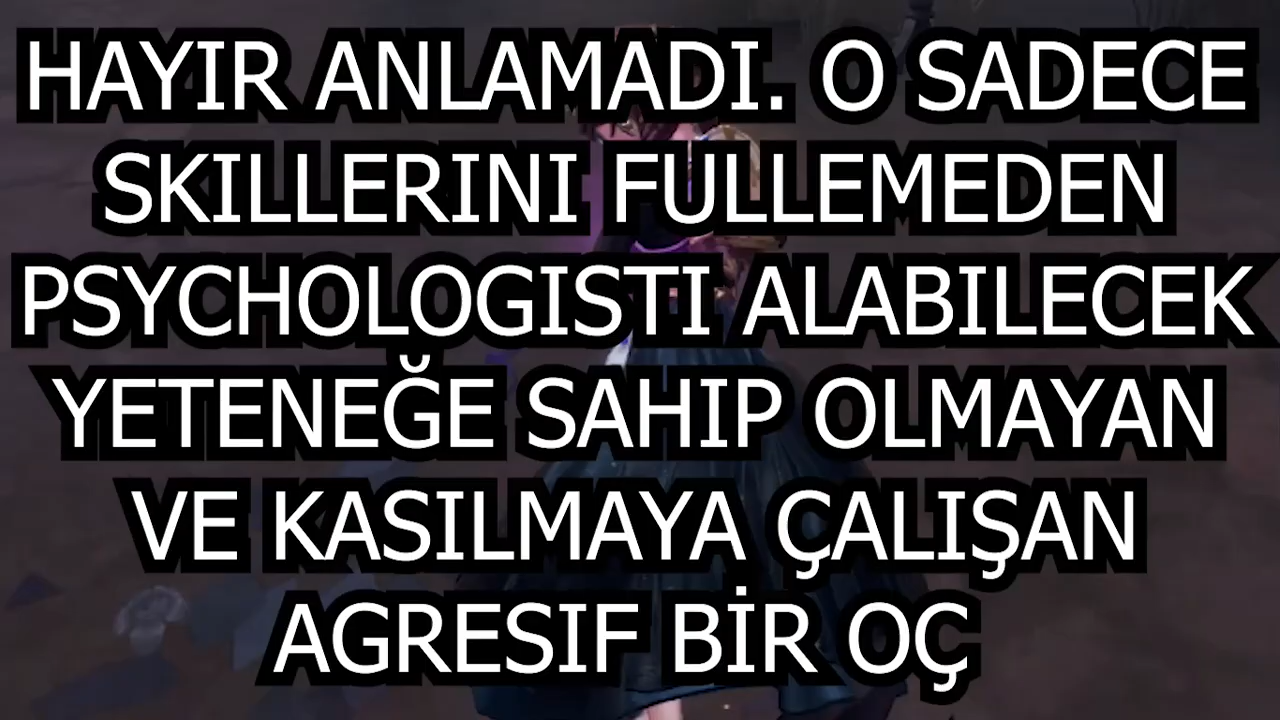 HAYIR ANLAMADI. O SADECE
SKILLERINI FULLEMEDEN
PSYCHOLOGISTI ALABILECEK
YETENEĞE SAHIP OLMAYAN
VE KASILMAYA ÇALIŞAN
AGRESIF BİR OÇ